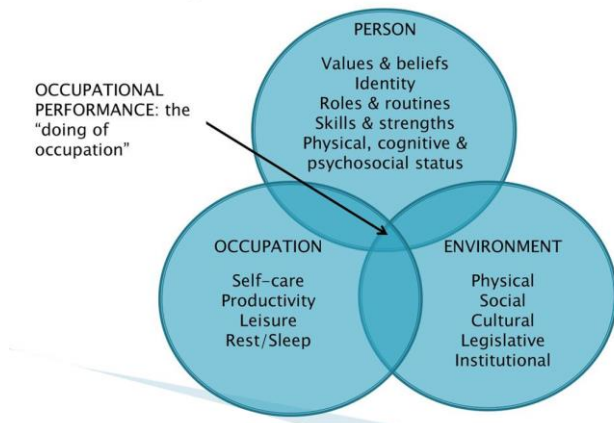 PERSON
Values & beliefs
Identity
Roles & routines
Skills & strengths
Physical, cognitive &
psychosocial status
OCCUPATIONAL
PERFORMANCE: the
“doing of
occupation”
OCCUPATION
Self-care
Productivity
Leisure
Rest/Sleep
ENVIRONMENT
Physical
Social
Cultural
Legislative
Institutional